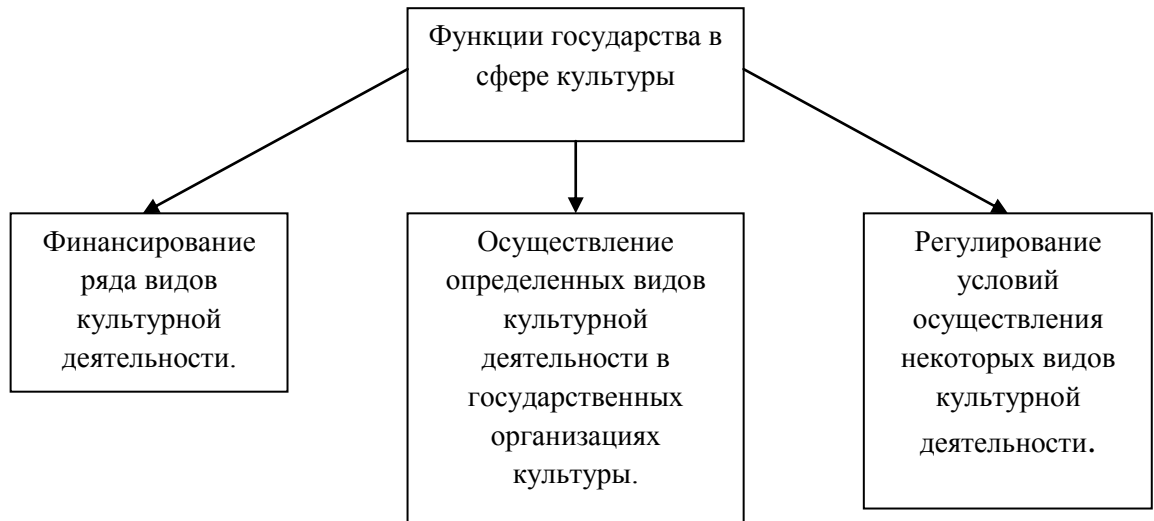 Функции государства в
сфере культуры
Финансирование
ряда видов
культурной
деятельности.
Осуществление
определенных видов
культурной
деятельности в
государственных
организациях
культуры.
Регулирование
условий
осуществления
некоторых видов
культурной
деятельности.